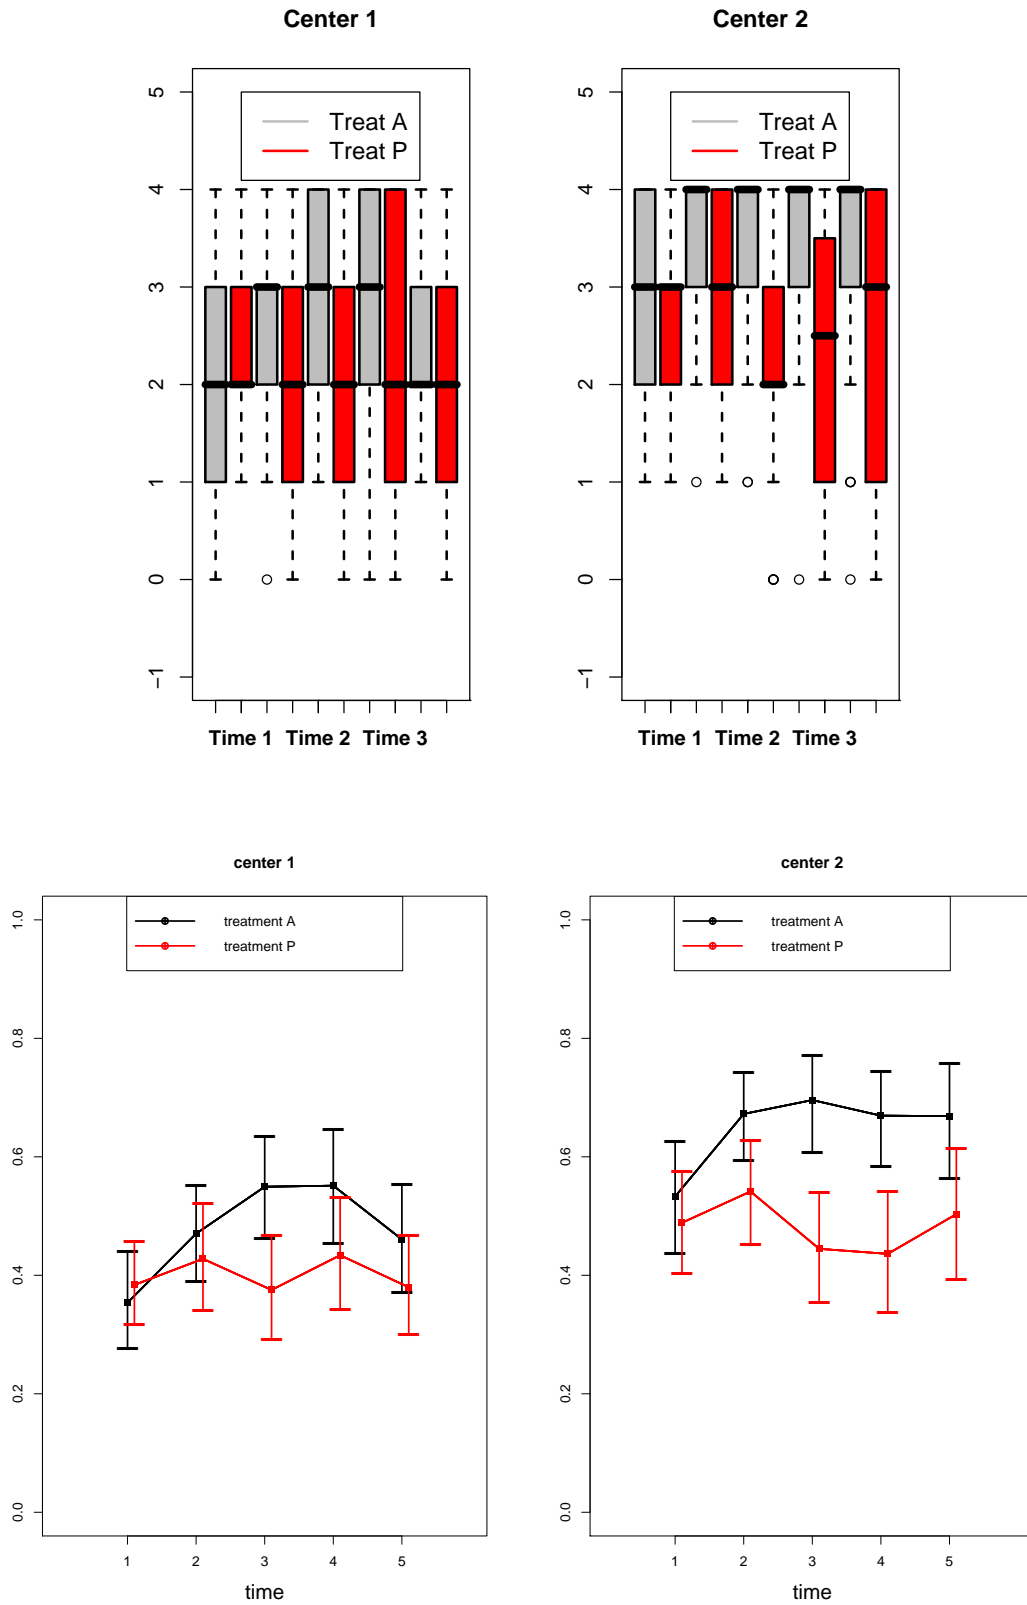 Center 1
Center 2
5
4
3
2
1
0
−1
Treat A
Treat P
Time 1 Time 2 Time 3
5
4
3
2
1
0
−1
Treat A
Treat P
Time 1 Time 2 Time 3
center 1
1.0
0.8
0.6
0.4
0.2
0.0
treatment A
treatment P
1 2 3 4 5
time
center 2
1.0
0.8
0.6
0.4
0.2
0.0
treatment A
treatment P
1 2 3 4 5
time